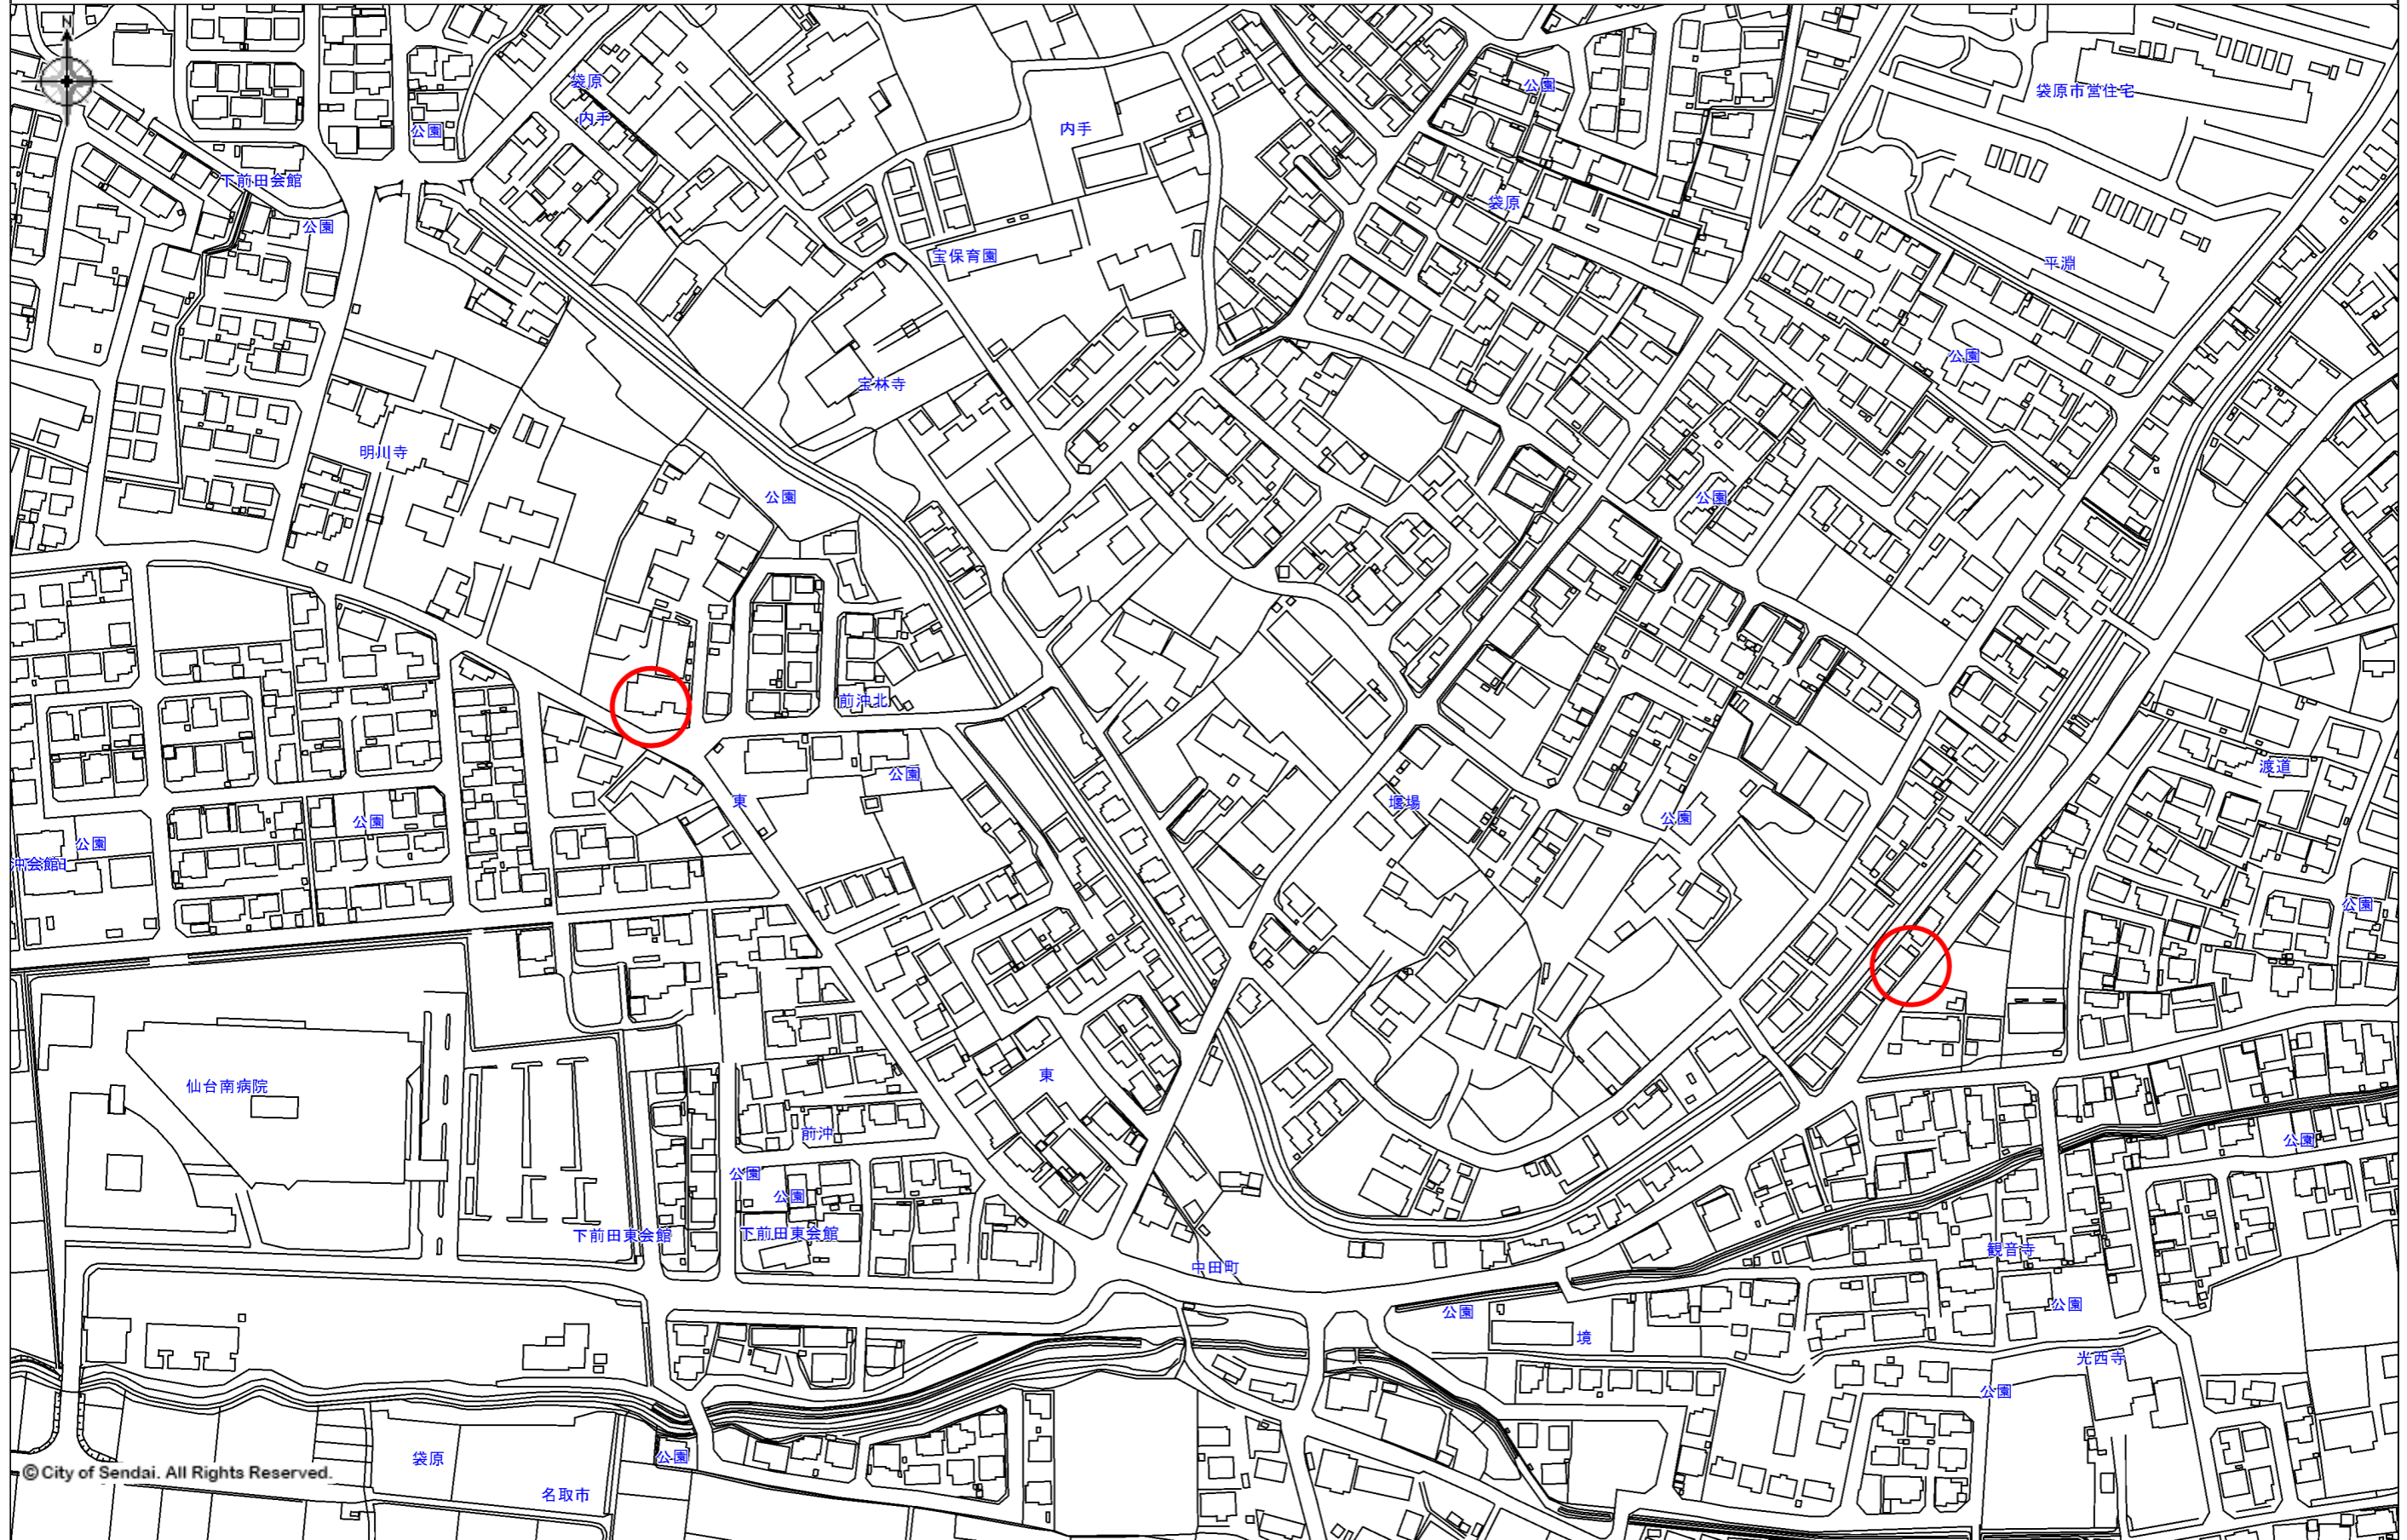 N
袋原
内手
公園
内手
公園
袋原市営住宅
公園
下前田会館
公園
袋原
宝保育園
平淵
公園
宝林寺
明川寺
公園
公園
前沖北
公園
東
渡道
堰場
公園
公園
公園
沖会館
公園
仙台南病院
東
前沖
公園
公園
公園
下前田東会館
下前田東会館
観音寺
中田町
公園
公園
境
光西寺
公園
袋原
公園
名取市
©City of Sendai. All Rights Reserved.